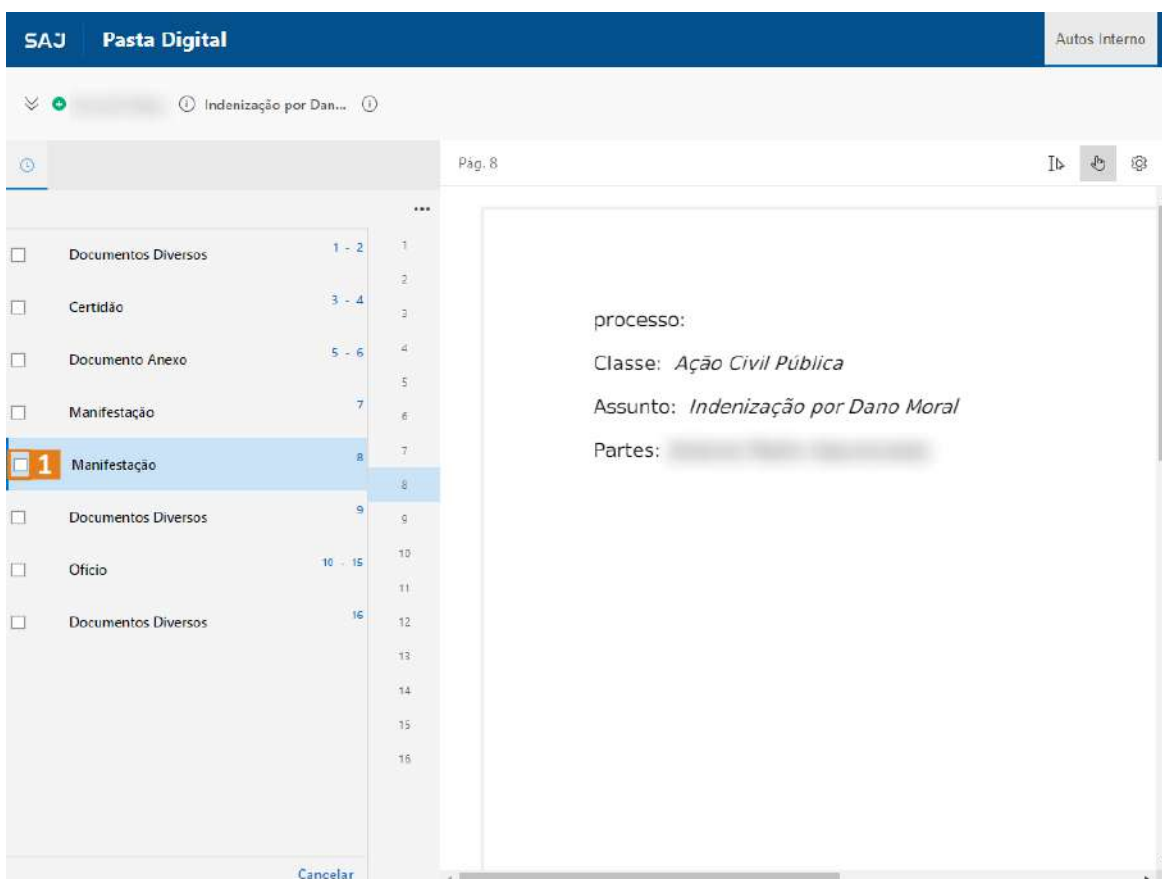 SAJ Pasta Digital Autos Interno
Indenização por Dan...
Pág. 8
Documentos Diversos 1 - 2
Certidão 3 - 4
Documento Anexo 5 - 6
Manifestação 7
1 Manifestação 8
Documentos Diversos 9
Ofício 10 - 15
Documentos Diversos 16
Cancelar
1
2
3
4
5
6
7
8
9
10
11
12
13
14
15
16
processo:
Classe: Ação Civil Pública
Assunto: Indenização por Dano Moral
Partes: